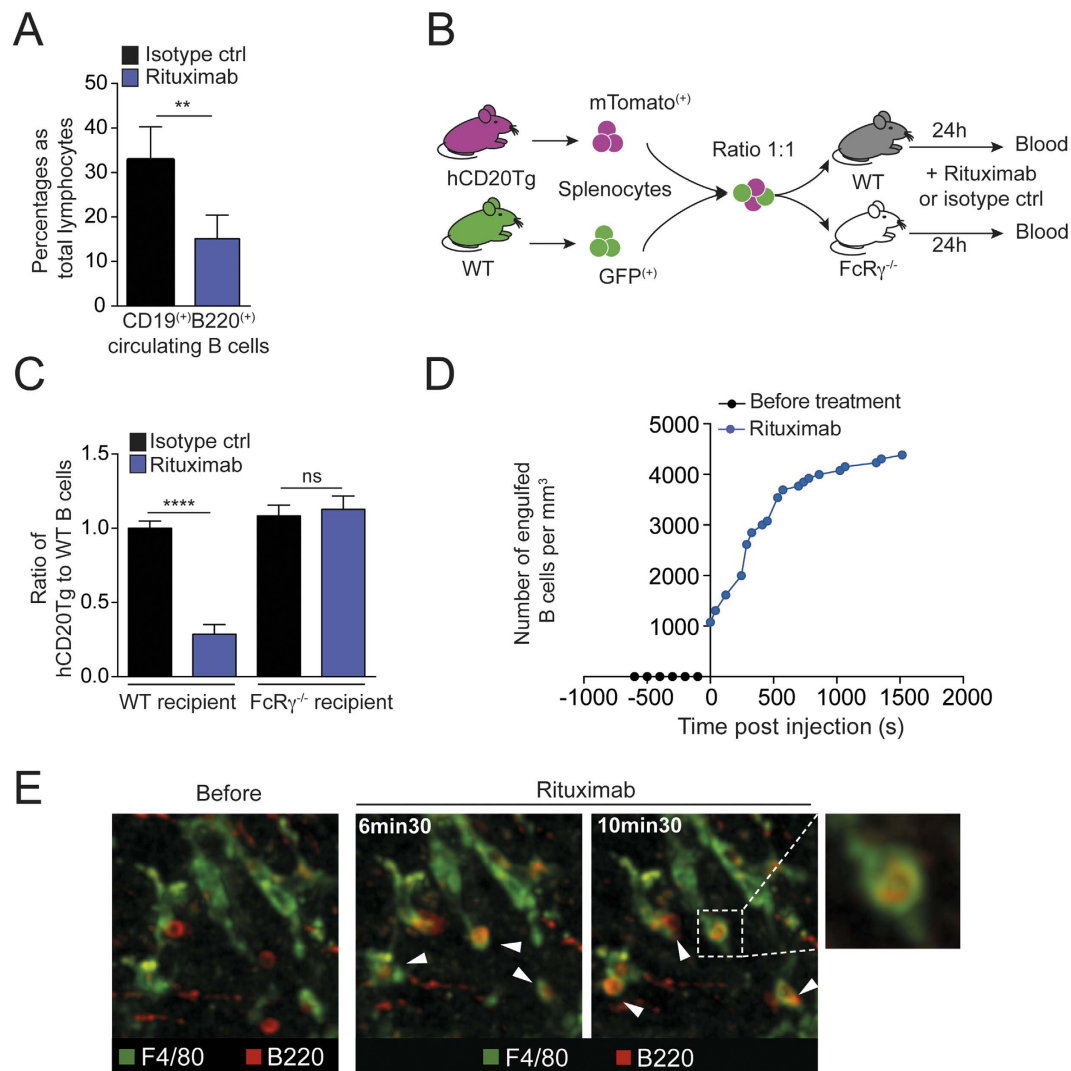 A
Isotype ctrl
Rituximab
Percentages as
total lymphocytes
50
40
30
20
10
0
**
CD19(+)B220(+)
circulating B cells
B
hCD20Tg
WT
mTomato(+)
Splenocytes
GFP(+)
Ratio 1:1
WT
FcRγ-/-
24h
+ Rituximab
or isotype ctrl
24h
Blood
Blood
C
Isotype ctrl
Rituximab
Ratio of
hCD20Tg to WT B cells
1.5
1.0
0.5
0.0
****
ns
WT recipient
FcRγ-/- recipient
D
Before treatment
Rituximab
Number of engulfed
B cells per mm3
5000
4000
3000
2000
1000
-1000 -500 0 500 1000 1500 2000
Time post injection (s)
E
Before
Rituximab
6min30
10min30
F4/80 B220
F4/80 B220